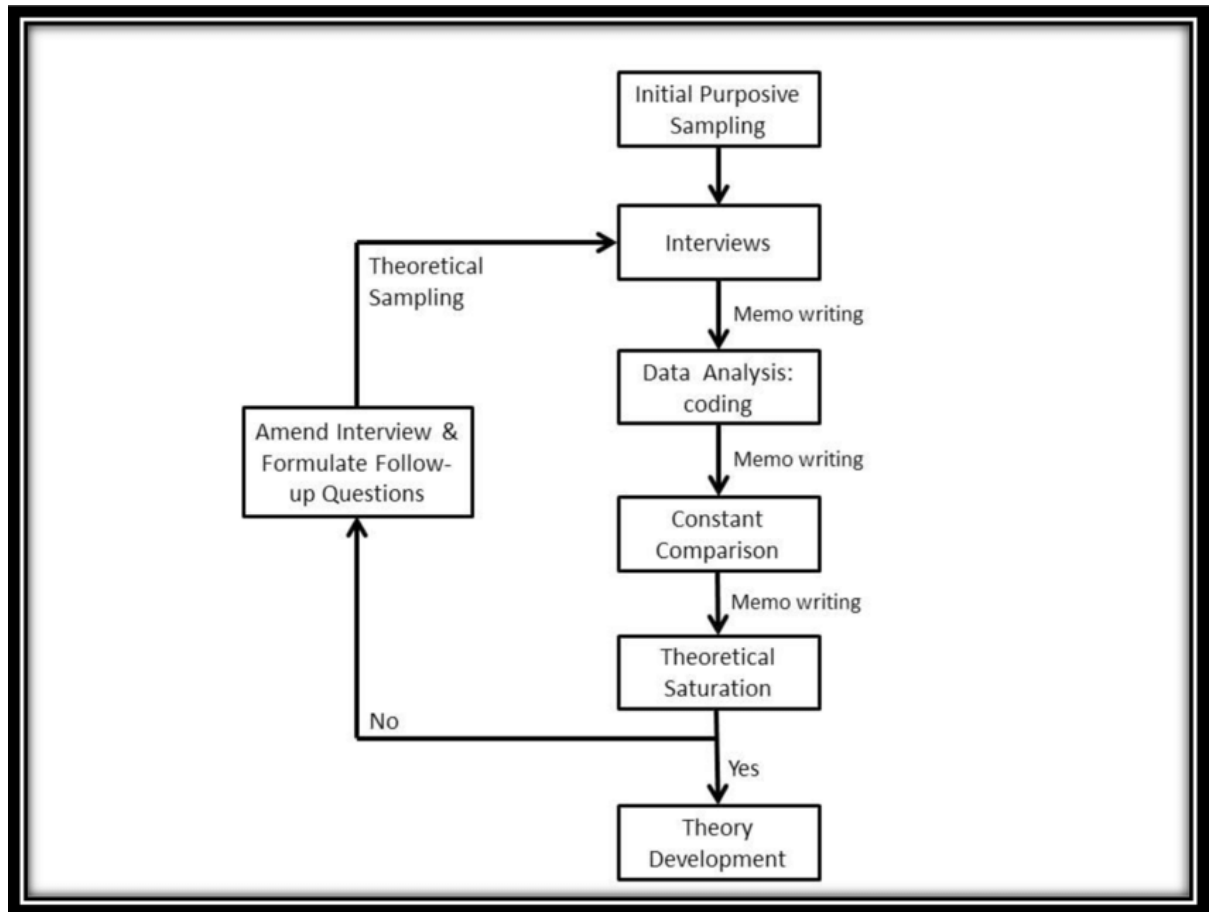 Initial Purposive
Sampling
Interviews
Theoretical
Sampling
Memo writing
Data Analysis:
coding
Amend Interview &
Formulate Follow-
up Questions
Memo writing
Constant
Comparison
Memo writing
Theoretical
Saturation
No
Yes
Theory
Development